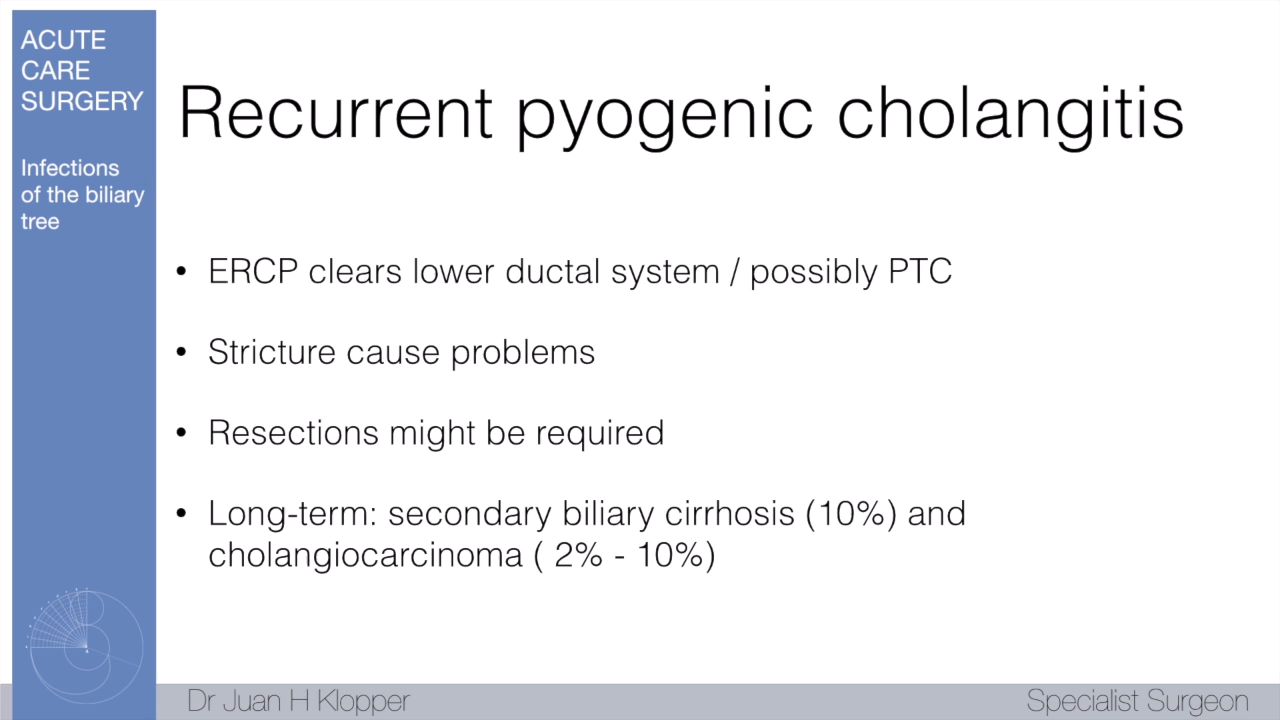 ACUTE
CARE
SURGERY
Infections
of the biliary
tree
Recurrent pyogenic cholangitis
• ERCP clears lower ductal system / possibly PTC
• Stricture cause problems
• Resections might be required
• Long-term: secondary biliary cirrhosis (10%) and
cholangiocarcinoma ( 2% - 10%)
Dr Juan H Klopper
Specialist Surgeon